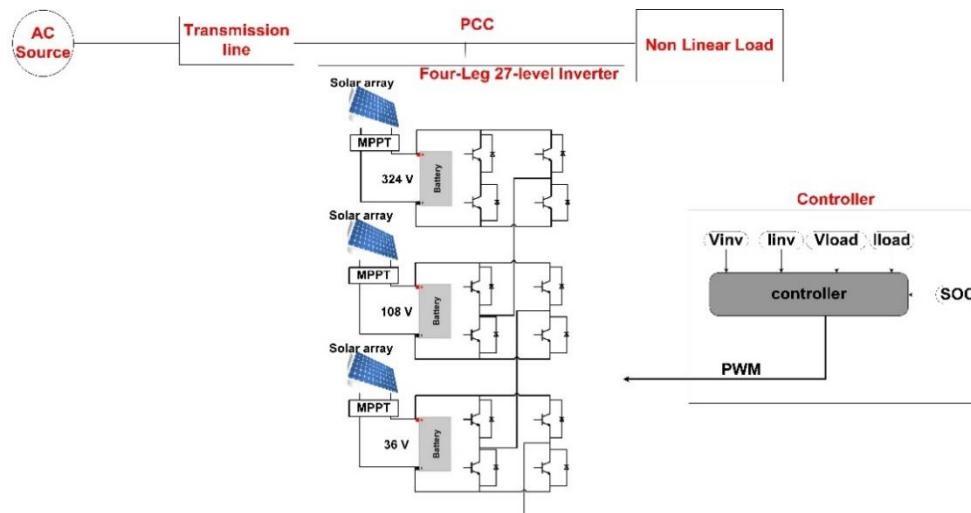 AC
Source
Transmission
line
PCC
Non Linear Load
Four-Leg 27-level Inverter
Solar array
MPPT
324 V
Battery
Solar array
MPPT
108 V
Battery
Solar array
MPPT
36 V
Battery
Controller
Vinv Iinv Vload Iload
controller
SOC
PWM